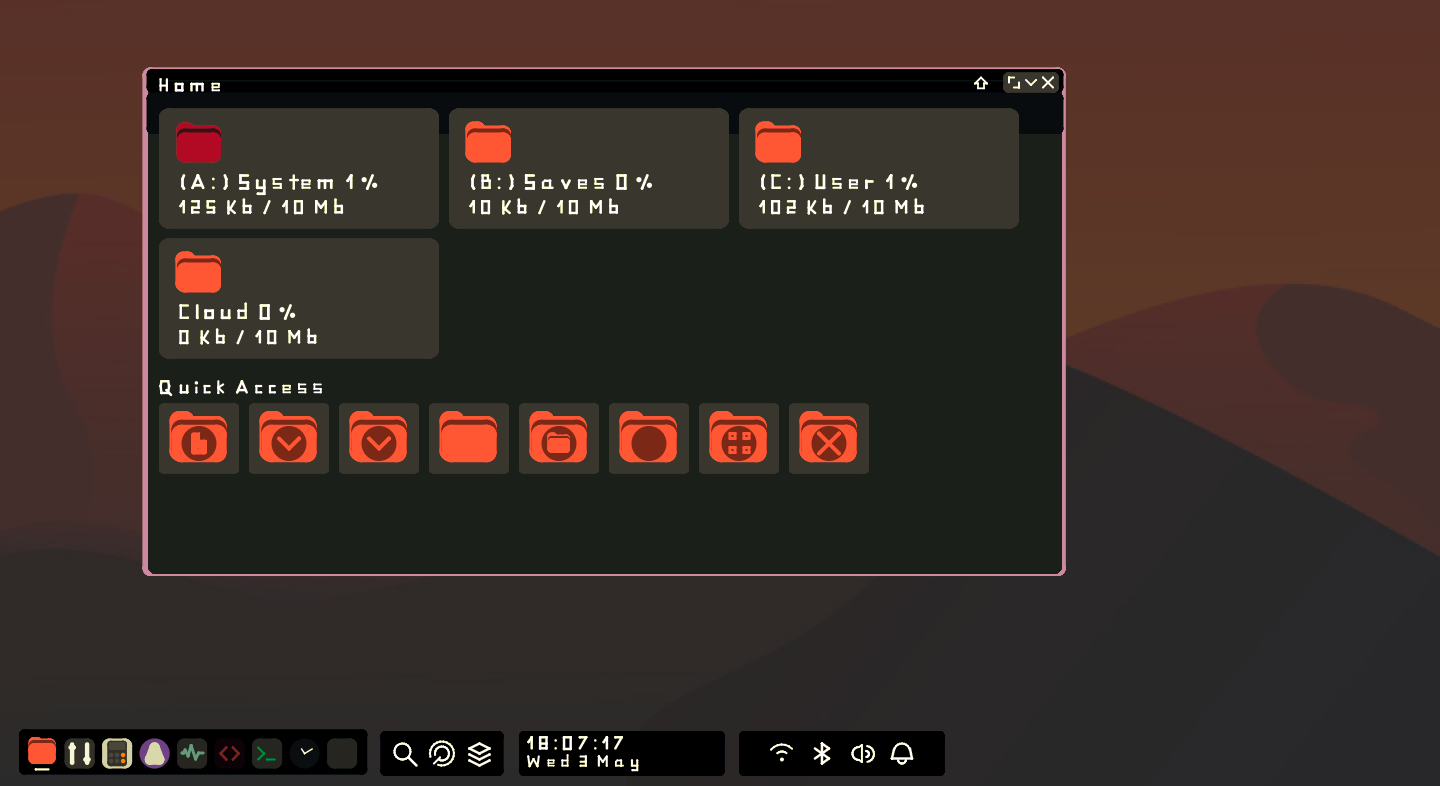 Home
(A:) System 1%
125 Kb / 10 Mb
(B:) Saves 0%
10 Kb / 10 Mb
(C:) User 1%
102 Kb / 10 Mb
Cloud 0%
0 Kb / 10 Mb
Quick Access
18:07:17
Wed 3 May